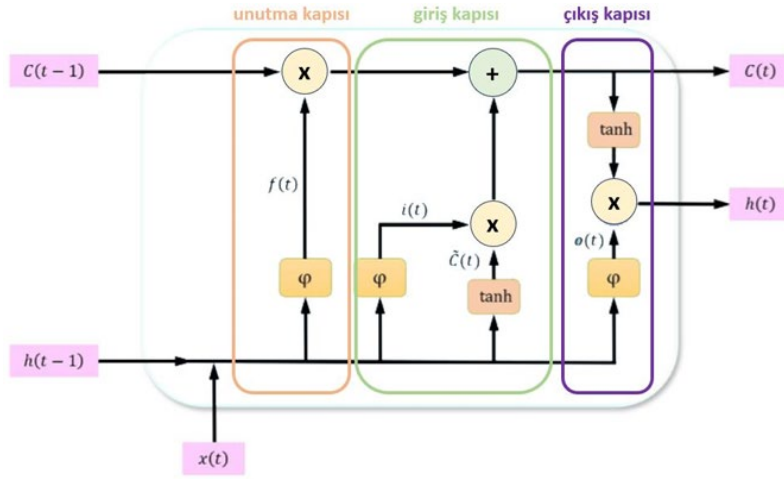 unutma kapısı
giriş kapısı
çıkış kapısı
C(t − 1)
x
+
C(t)
tanh
f(t)
i(t)
x
x
h(t)
C̃(t)
o(t)
φ
φ
tanh
φ
h(t − 1)
x(t)